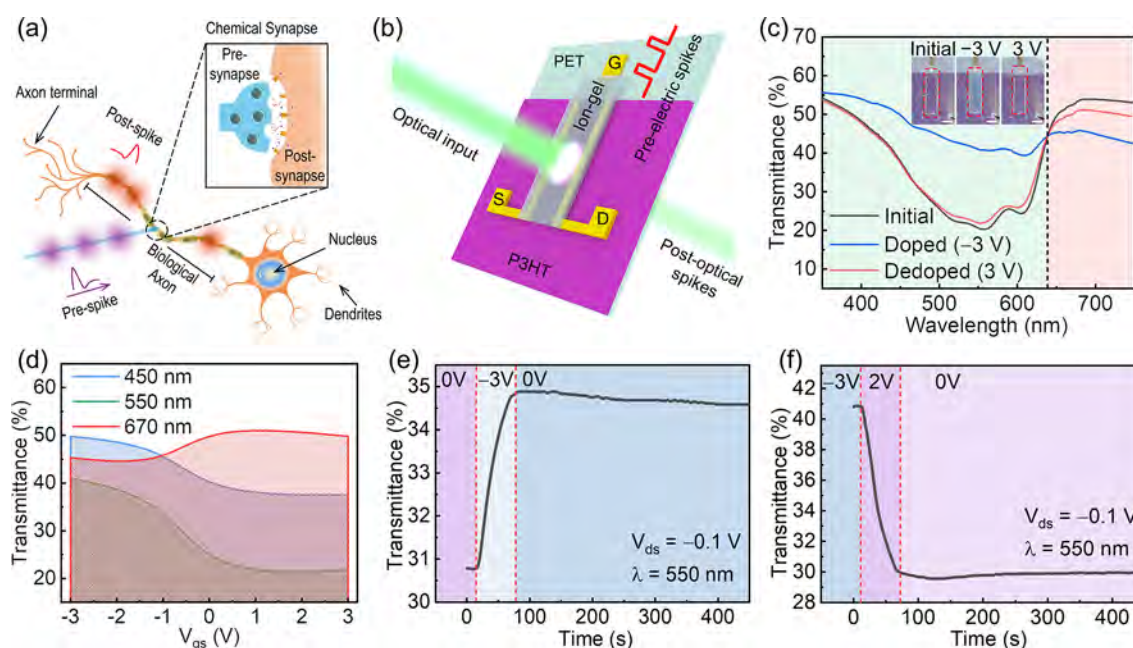 (a)
Chemical Synapse
Pre-
synapse
Axon terminal
Post-spike
Post-
synapse
Biological
Axon
Nucleus
Pre-spike
Dendrites
(b)
PET
G
Ion-gel
Pre-electric spikes
Optical input
S
D
P3HT
Post-optical
spikes
(c)
Transmittance (%)
70
60
50
40
30
20
10
Initial −3 V 3 V
Initial
Doped (−3 V)
Dedoped (3 V)
400 500 600 700
Wavelength (nm)
(d)
Transmittance (%)
60
50
40
30
20
450 nm
550 nm
670 nm
-3 -2 -1 0 1 2 3
Vgs (V)
(e)
Transmittance (%)
35
34
33
32
31
30
0V −3V 0V
Vds = −0.1 V
λ = 550 nm
0 100 200 300 400
Time (s)
(f)
Transmittance (%)
42
40
38
36
34
32
30
28
−3V 2V 0V
Vds = −0.1 V
λ = 550 nm
0 100 200 300 400
Time (s)